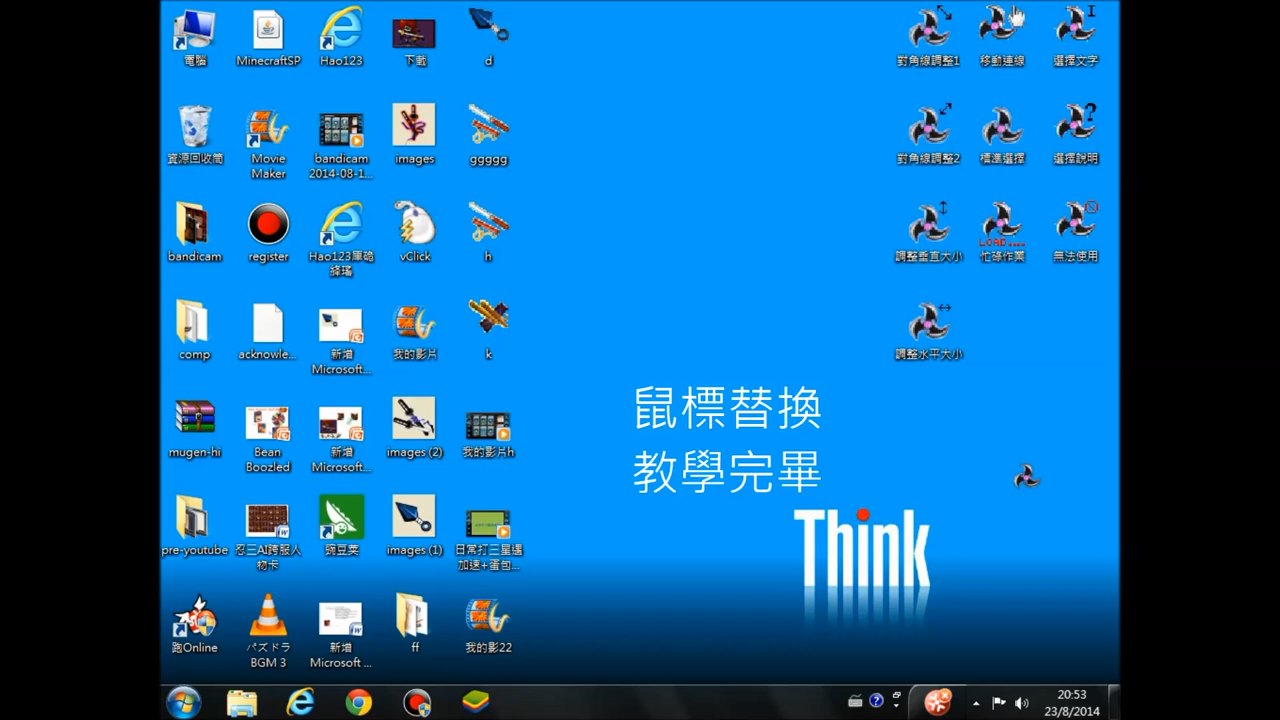 電腦
MinecraftSP
Hao123
下載
d
對角線調整1
移動連線
選擇文字
資源回收筒
Movie
Maker
bandicam
2014-08-1...
images
ggggg
對角線調整2
標準選擇
選擇說明
bandicam
register
vClick
h
調整垂直大小
LOAD....
忙碌作業
無法使用
comp
acknowle...
新增
Microsoft...
我的影片
k
調整水平大小
鼠標替換
教學完畢
mugen-hi
Bean
Boozled
新增
Microsoft...
images (2)
我的影片h
Think
pre-youtube
忍三AI跨服人
物卡
豌豆莢
images (1)
日常打三星遇
加速+蛋包...
跑Online
パズドラ
BGM 3
新增
Microsoft ...
ff
我的影22
20:53
23/8/2014